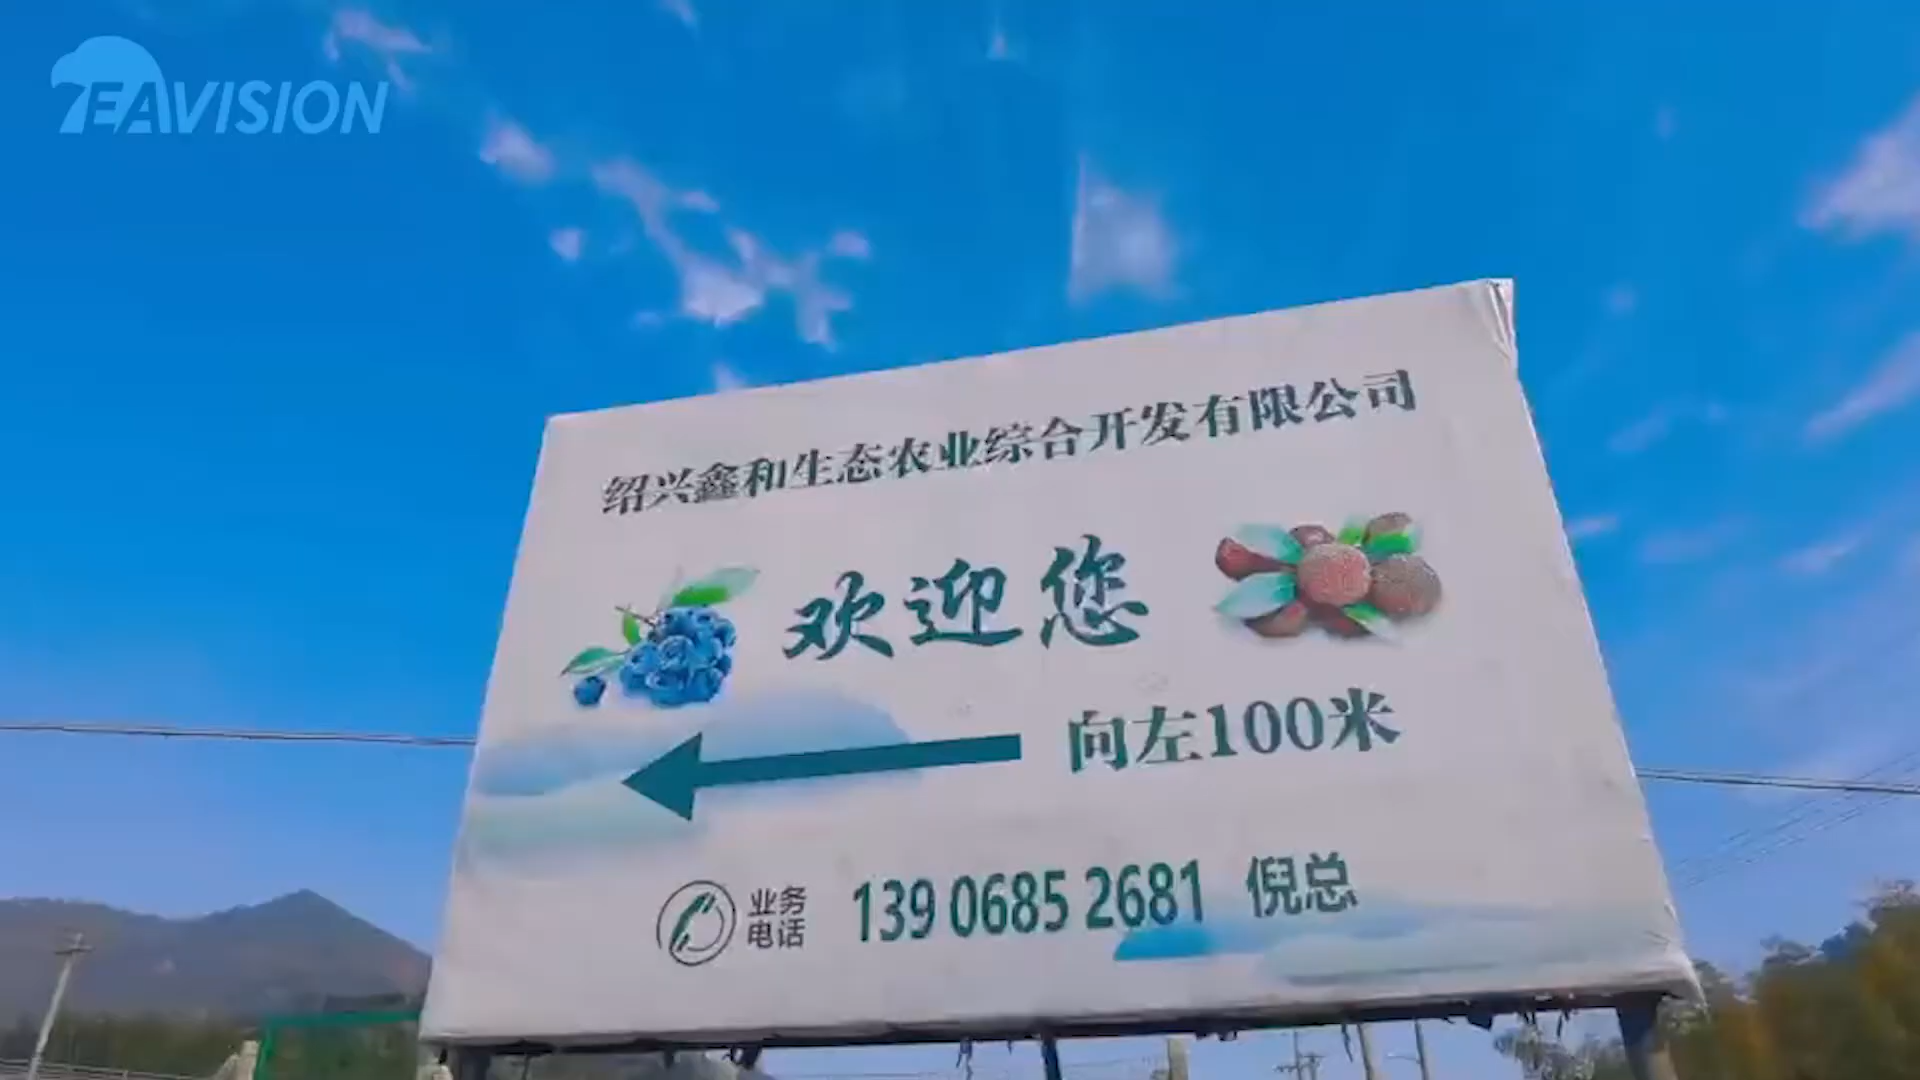 EAVISION
绍兴鑫和生态农业综合开发有限公司
欢迎您
向左100米
业务电话
139 0685 2681 倪总